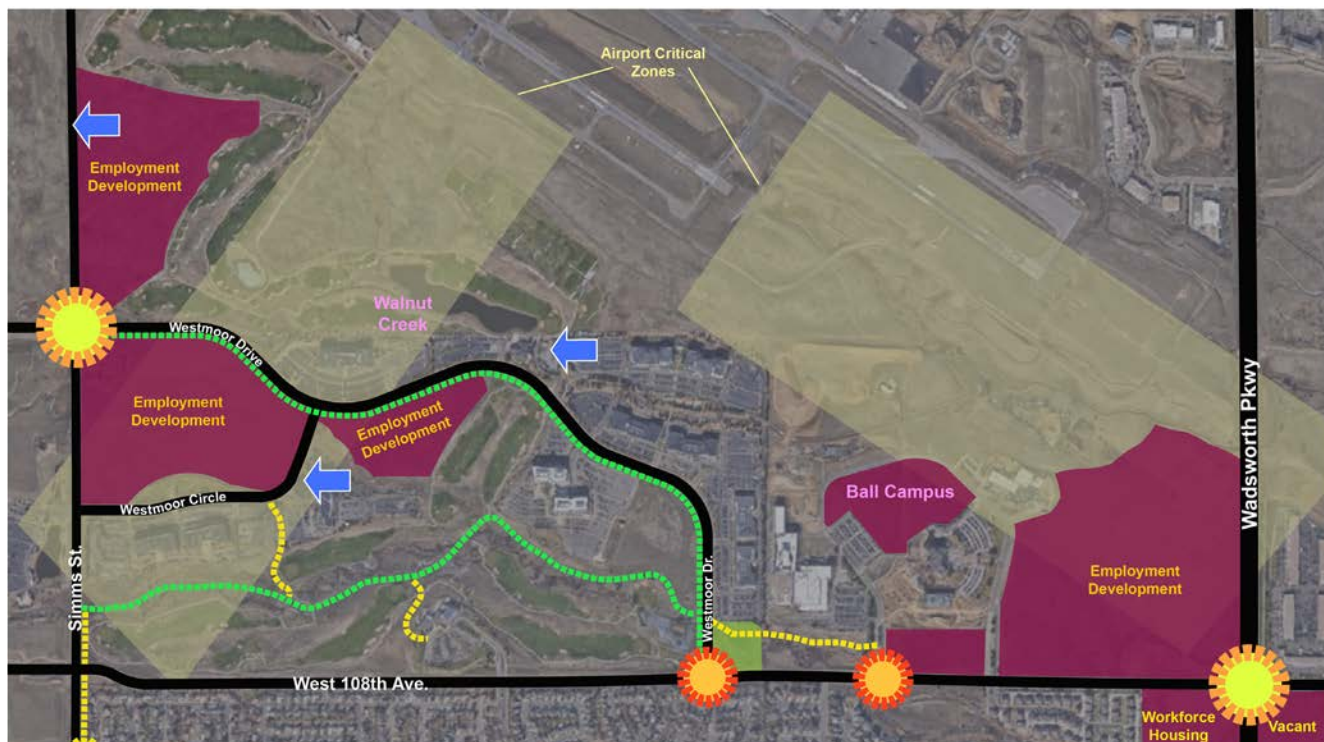 Airport Critical
Zones
Employment
Development
Walnut
Creek
Westmoor Drive
Employment
Development
Employment
Development
Westmoor Circle
Ball Campus
Wadsworth Pkwy
Employment
Development
Simms St.
Westmoor Dr.
West 108th Ave.
Workforce
Housing
Vacant